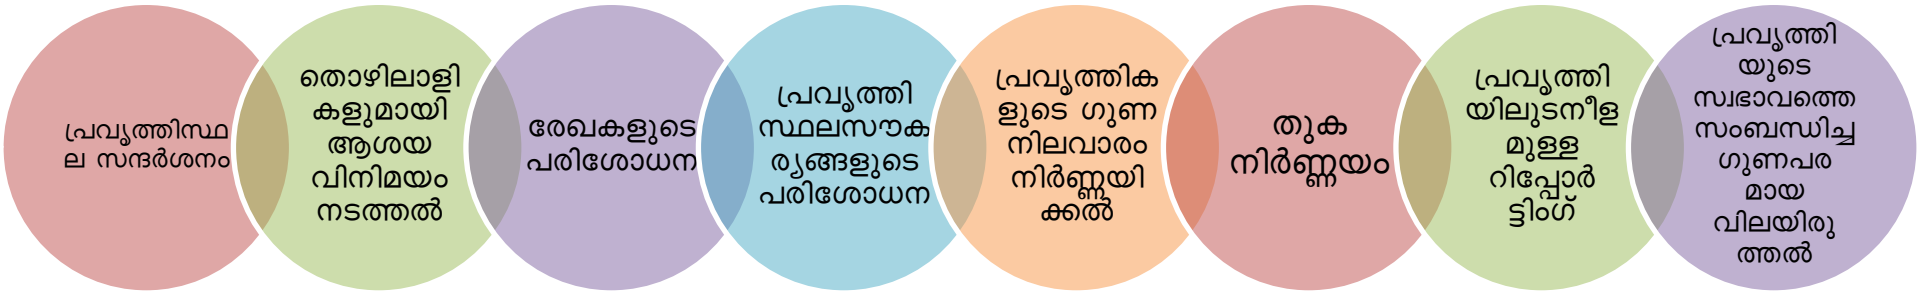 പ്രവൃത്തിസ്ഥ
ല സന്ദർശനം
തൊഴിലാളി
കളുമായി
ആശയ
വിനിമയം
നടത്തൽ
രേഖകളുടെ
പരിശോധന
പ്രവൃത്തി
സ്ഥലസൗക
ര്യങ്ങളുടെ
പരിശോധന
പ്രവൃത്തിക
ളുടെ ഗുണ
നിലവാരം
നിർണ്ണയി
ക്കൽ
തുക
നിർണ്ണയം
പ്രവൃത്തി
യിലുടനീള
മുള്ള
റിപ്പോർ
ട്ടിംഗ്
പ്രവൃത്തി
യുടെ
സ്വഭാവത്തെ
സംബന്ധിച്ച
ഗുണപര
മായ
വിലയിരു
ത്തൽ